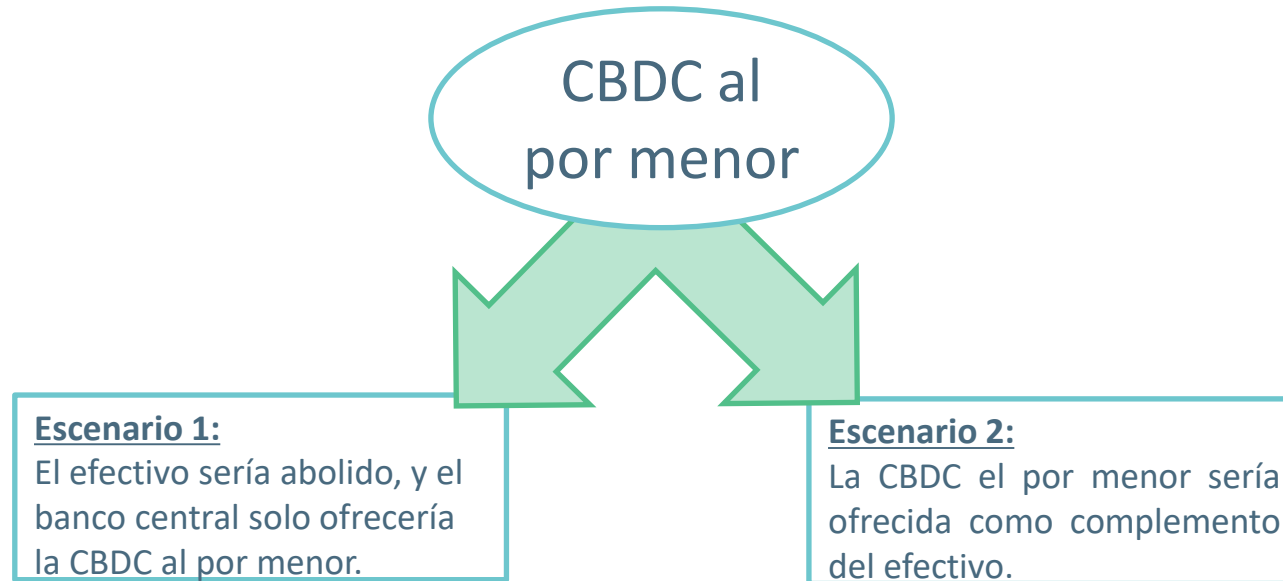 CBDC al
por menor
Escenario 1:
El efectivo sería abolido, y el
banco central solo ofrecería
la CBDC al por menor.
Escenario 2:
La CBDC el por menor sería
ofrecida como complemento
del efectivo.